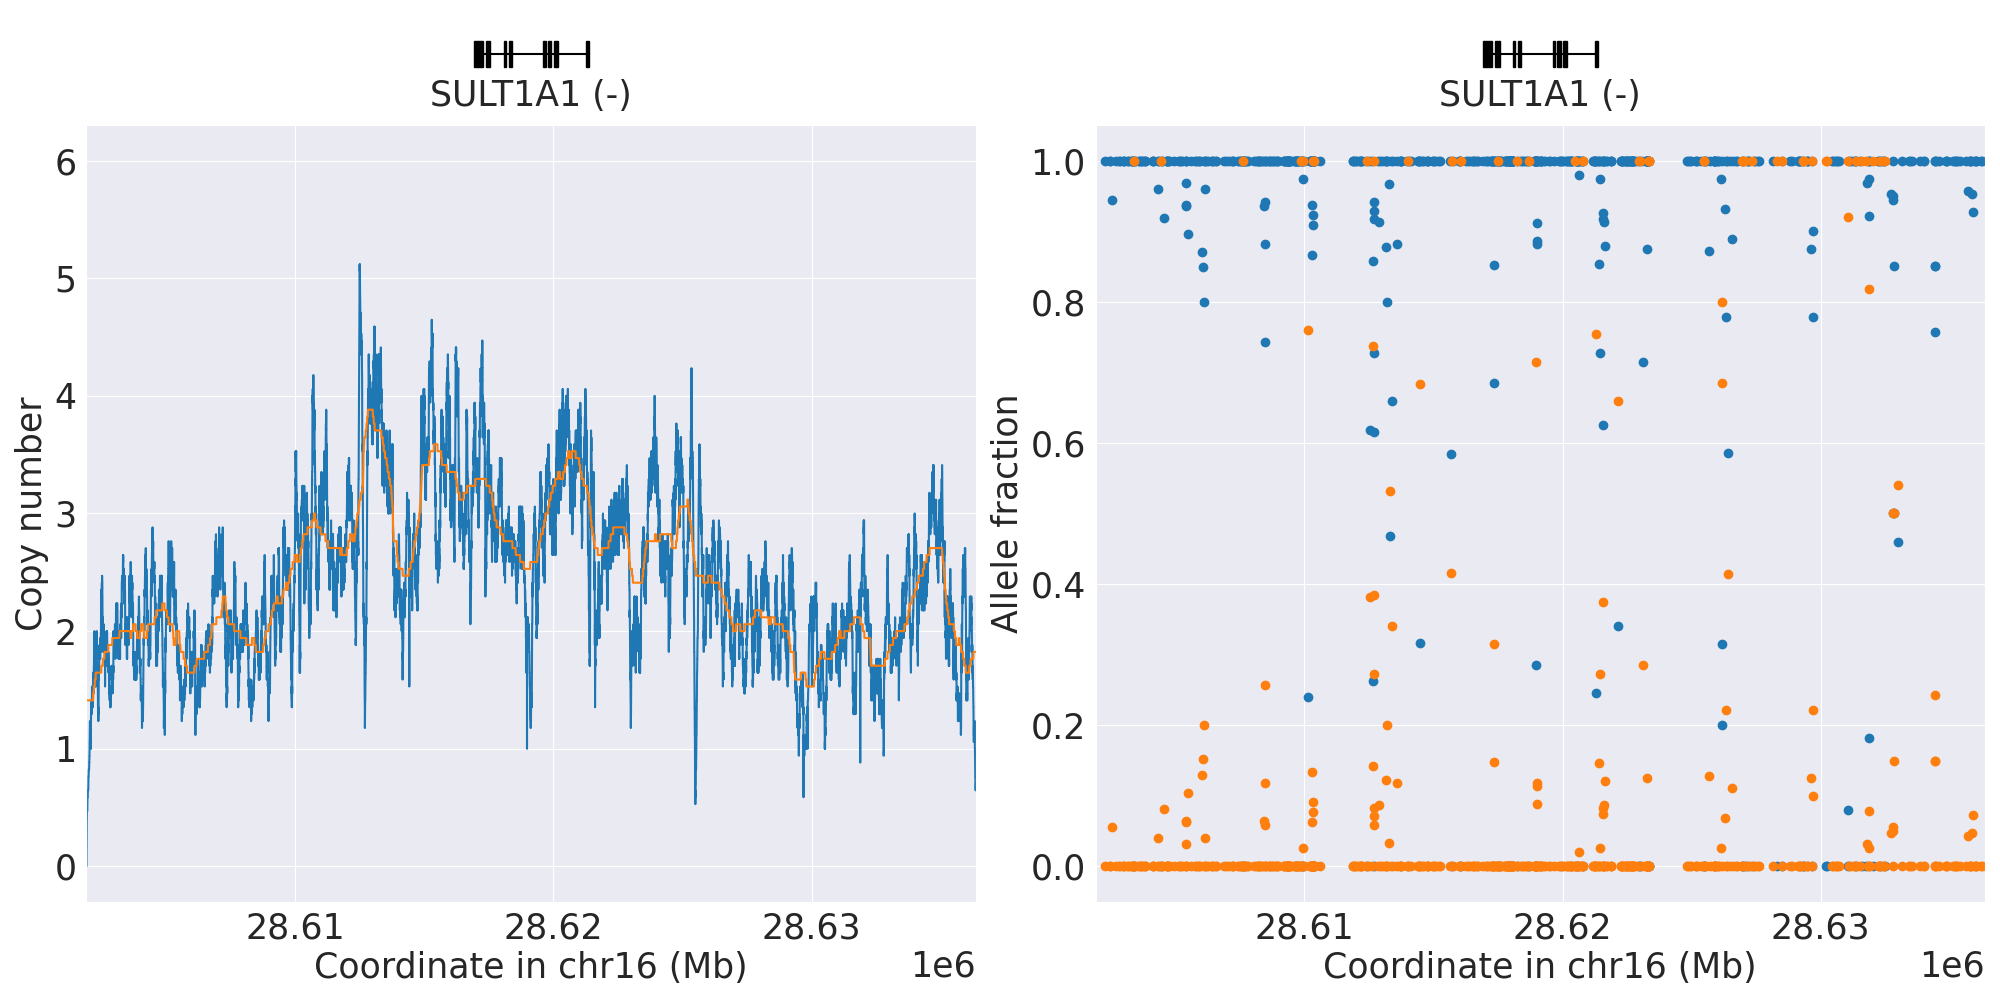 SULT1A1 (-)
6
5
4
3
2
1
0
Copy number
28.61
28.62
28.63
Coordinate in chr16 (Mb)
1e6
SULT1A1 (-)
1.0
0.8
0.6
0.4
0.2
0.0
Allele fraction
28.61
28.62
28.63
Coordinate in chr16 (Mb)
1e6